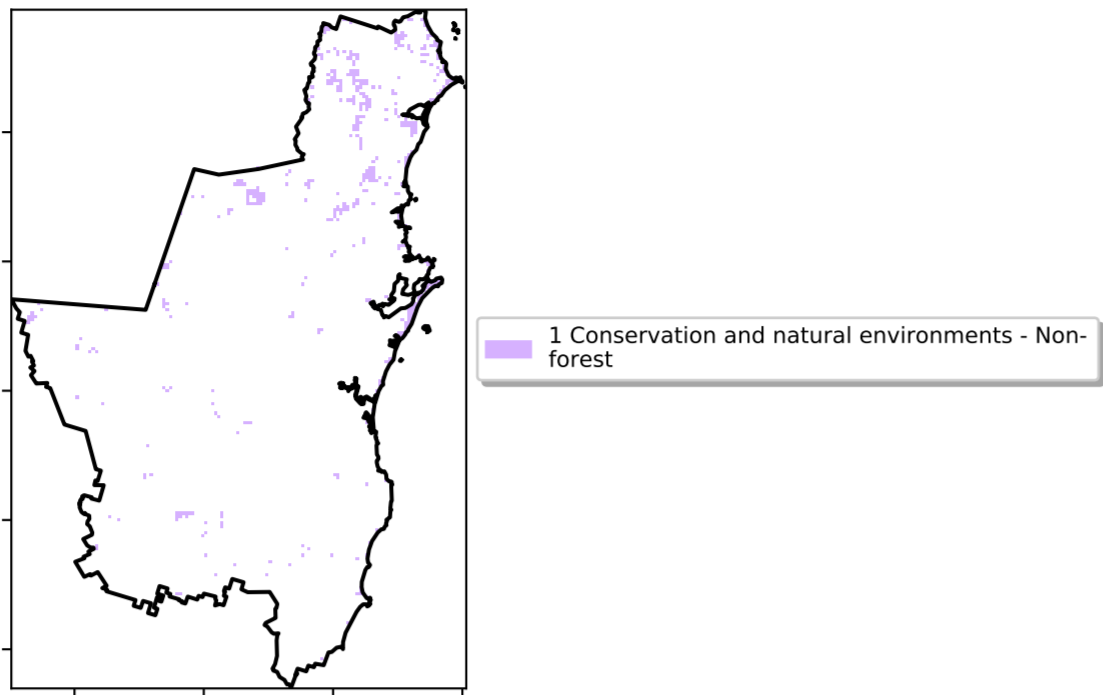 1 Conservation and natural environments - Non-
forest